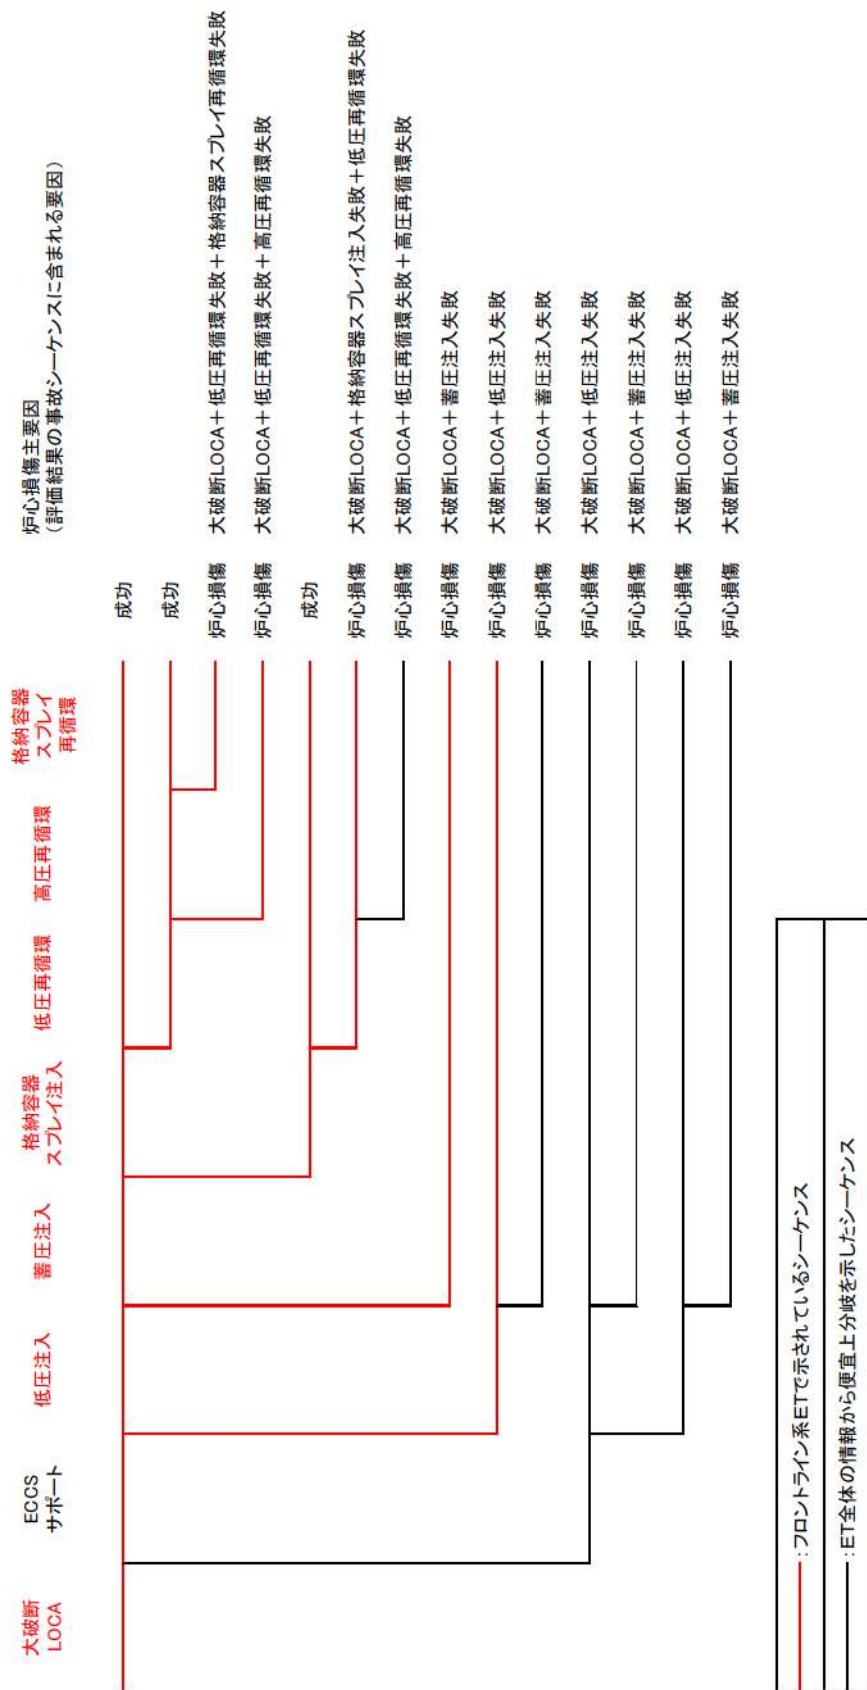 大破断
LOCA
ECCS
サポート
低圧注入
蓄圧注入
格納容器
スプレイ注入
低圧再循環
高圧再循環
格納容器
スプレイ
再循環
炉心損傷主要因
(評価結果の事故シーケンスに含まれる要因)
成功
成功
炉心損傷 大破断LOCA+低圧再循環失敗+格納容器スプレイ再循環失敗
炉心損傷 大破断LOCA+低圧再循環失敗+高圧再循環失敗
成功
炉心損傷 大破断LOCA+格納容器スプレイ注入失敗+低圧再循環失敗
炉心損傷 大破断LOCA+低圧再循環失敗+高圧再循環失敗
炉心損傷 大破断LOCA+蓄圧注入失敗
炉心損傷 大破断LOCA+低圧注入失敗
炉心損傷 大破断LOCA+蓄圧注入失敗
炉心損傷 大破断LOCA+低圧注入失敗
炉心損傷 大破断LOCA+蓄圧注入失敗
炉心損傷 大破断LOCA+低圧注入失敗
炉心損傷 大破断LOCA+蓄圧注入失敗
:フロントライン系ETで示されているシーケンス
:ET全体の情報から便宜上分岐を示したシーケンス